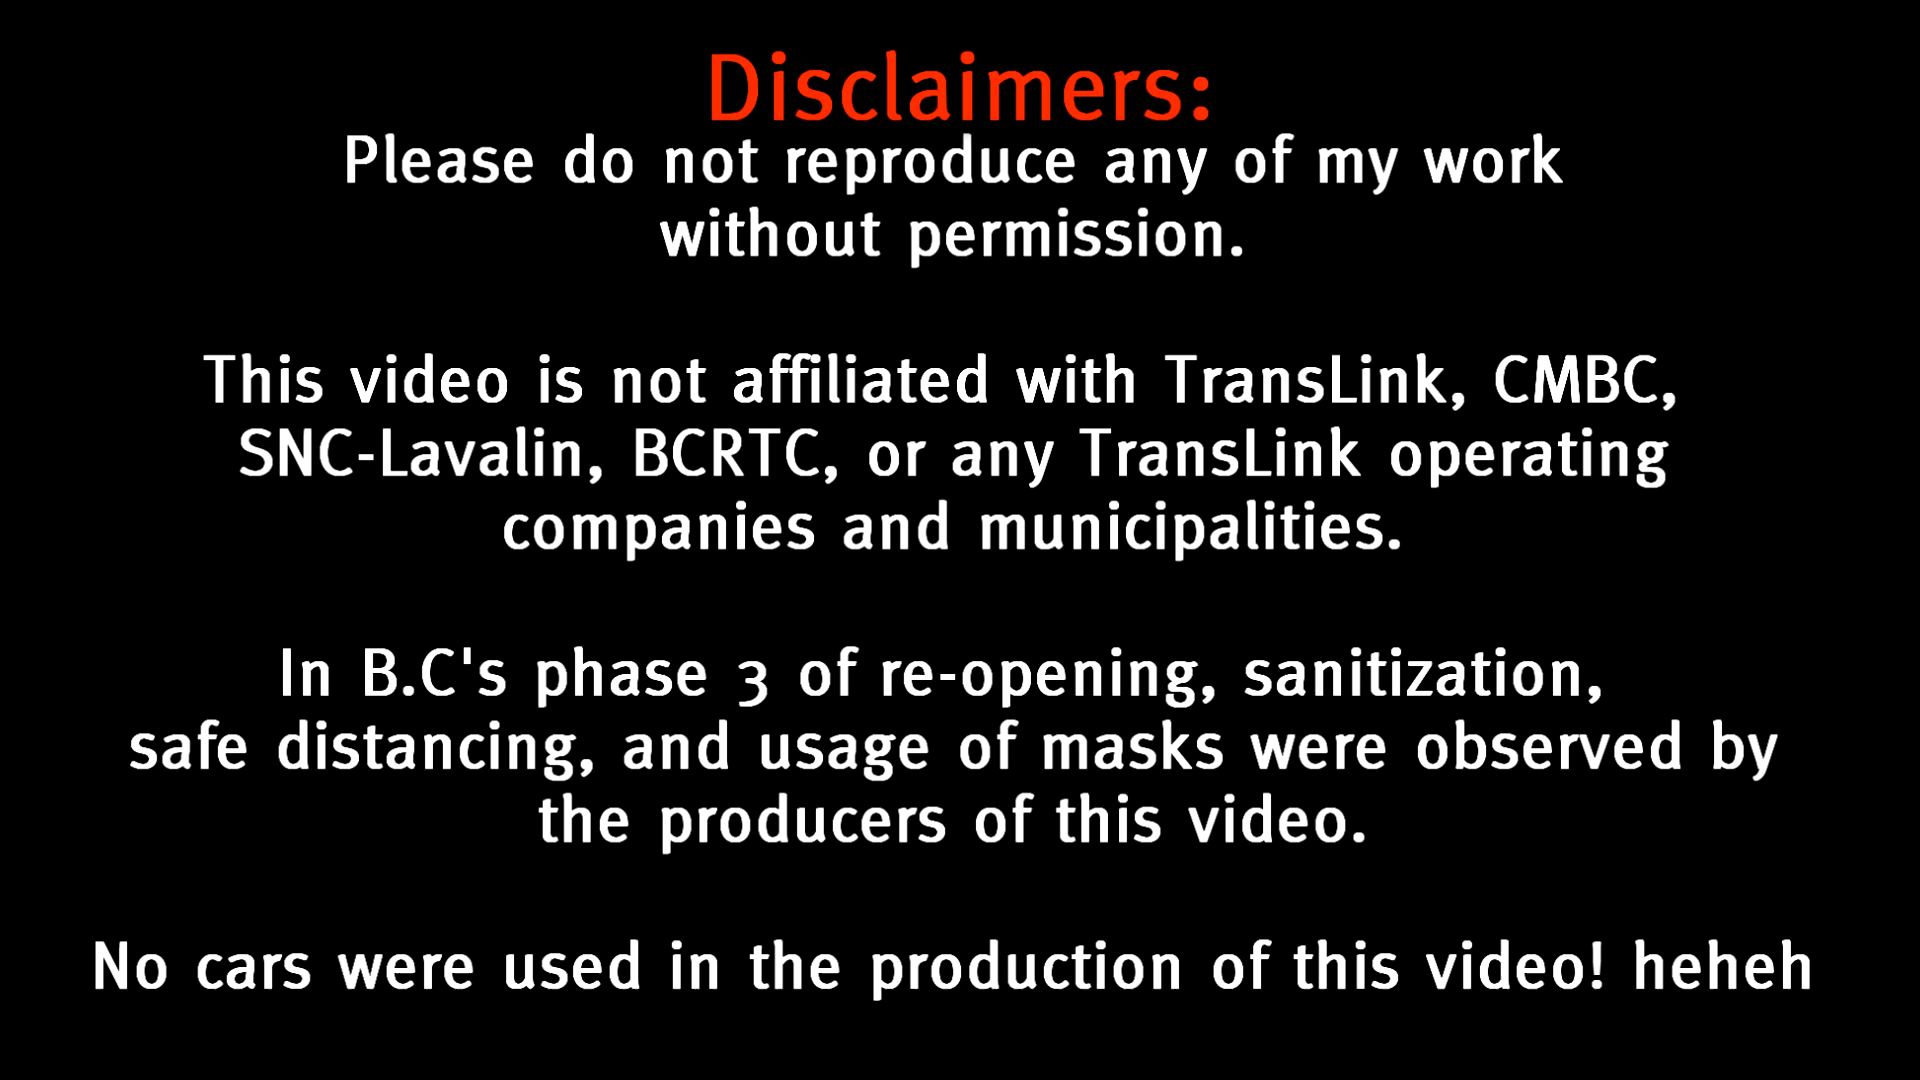 Disclaimers:
Please do not reproduce any of my work
without permission.
This video is not affiliated with TransLink, CMBC,
SNC-Lavalin, BCRTC, or any TransLink operating
companies and municipalities.
In B.C's phase 3 of re-opening, sanitization,
safe distancing, and usage of masks were observed by
the producers of this video.
No cars were used in the production of this video! heheh